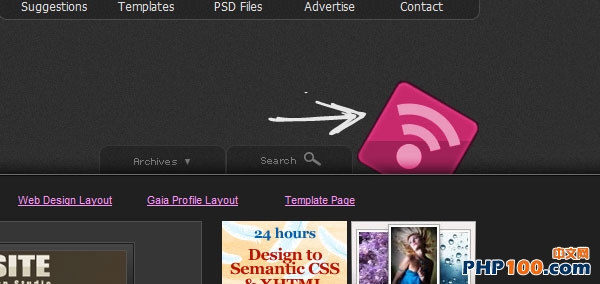 Suggestions Templates PSD Files Advertise Contact
Archives ▼ Search
Web Design Layout Gaia Profile Layout Template Page
24 hours
Design to
Semantic CSS
& XHTML
SITE
中文网
PHP100.com